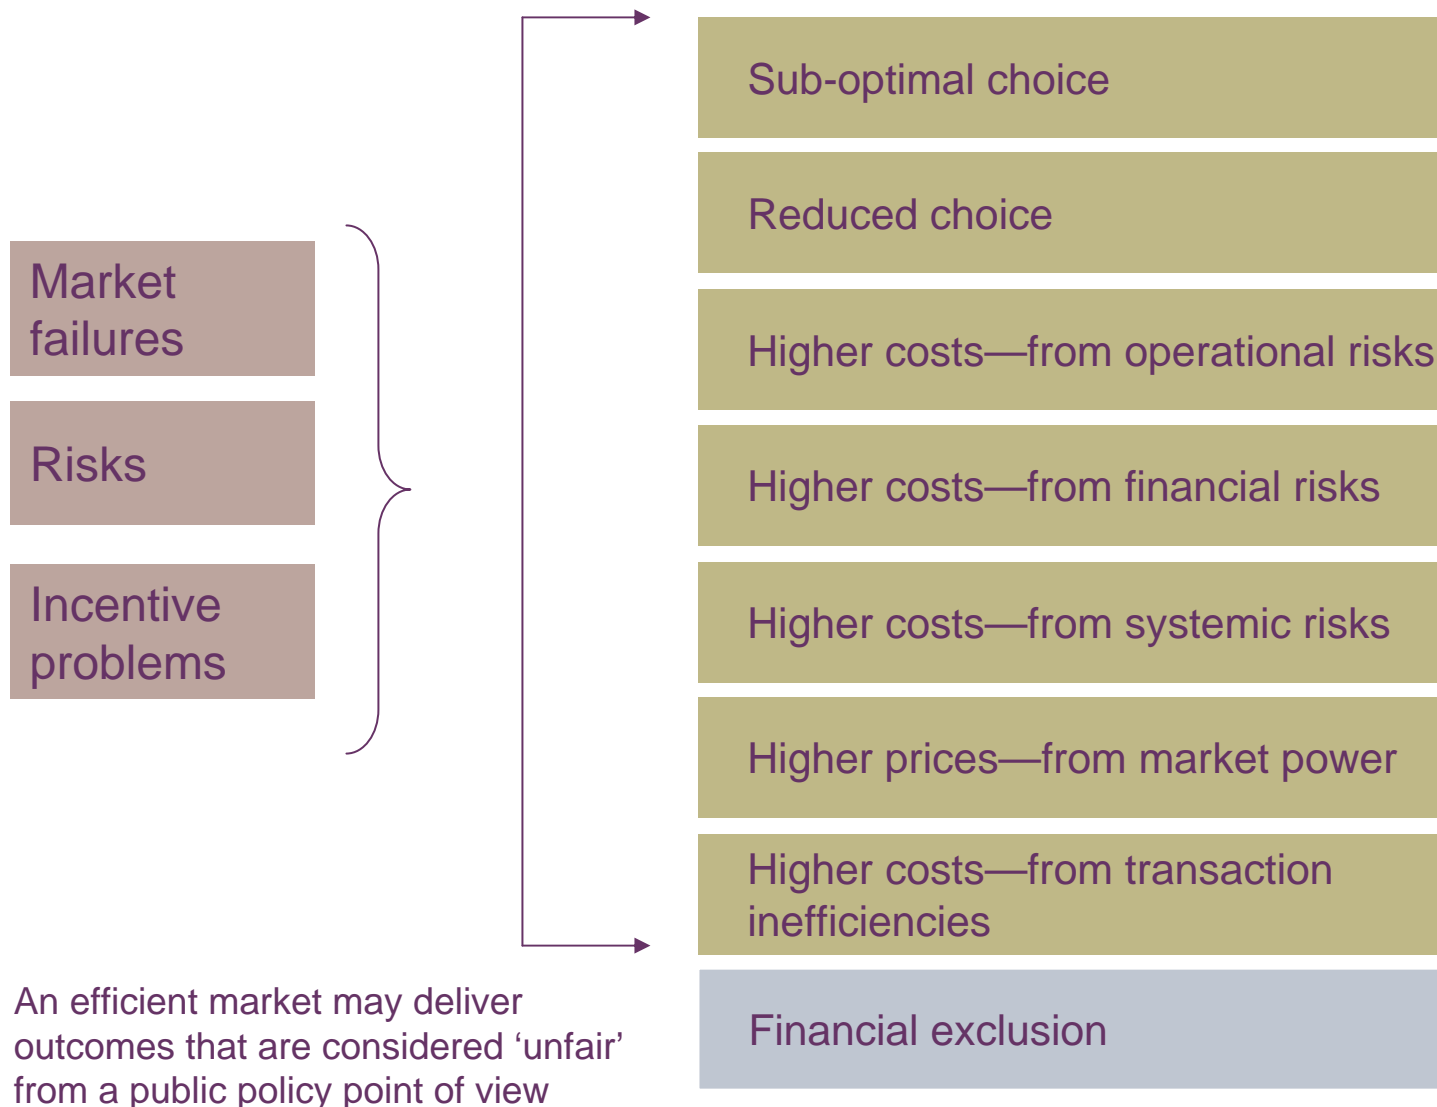 Market
failures
Risks
Incentive
problems
An efficient market may deliver
outcomes that are considered ‘unfair’
from a public policy point of view
Sub-optimal choice
Reduced choice
Higher costs—from operational risks
Higher costs—from financial risks
Higher costs—from systemic risks
Higher prices—from market power
Higher costs—from transaction
inefficiencies
Financial exclusion